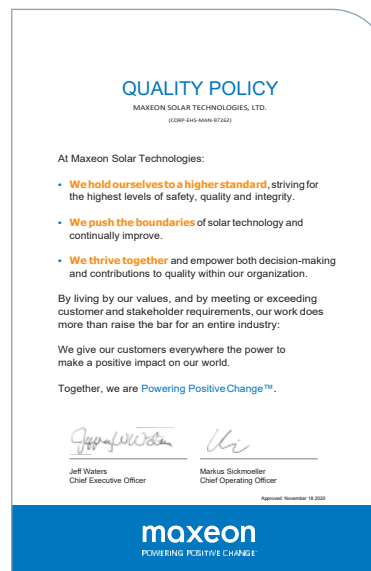 QUALITY POLICY
MAXEON SOLAR TECHNOLOGIES, LTD.
(CORP-EHS-MAN-97262)
At Maxeon Solar Technologies:
• We hold ourselves to a higher standard, striving for
the highest levels of safety, quality and integrity.
• We push the boundaries of solar technology and
continually improve.
• We thrive together and empower both decision-making
and contributions to quality within our organization.
By living by our values, and by meeting or exceeding
customer and stakeholder requirements, our work does
more than raise the bar for an entire industry:
We give our customers everywhere the power to
make a positive impact on our world.
Together, we are Powering Positive Change™.
Jeff Waters
Chief Executive Officer
Markus Sickmoeller
Chief Operating Officer
Approved: November 18 2020
maxeon
POWERING POSITIVE CHANGE™